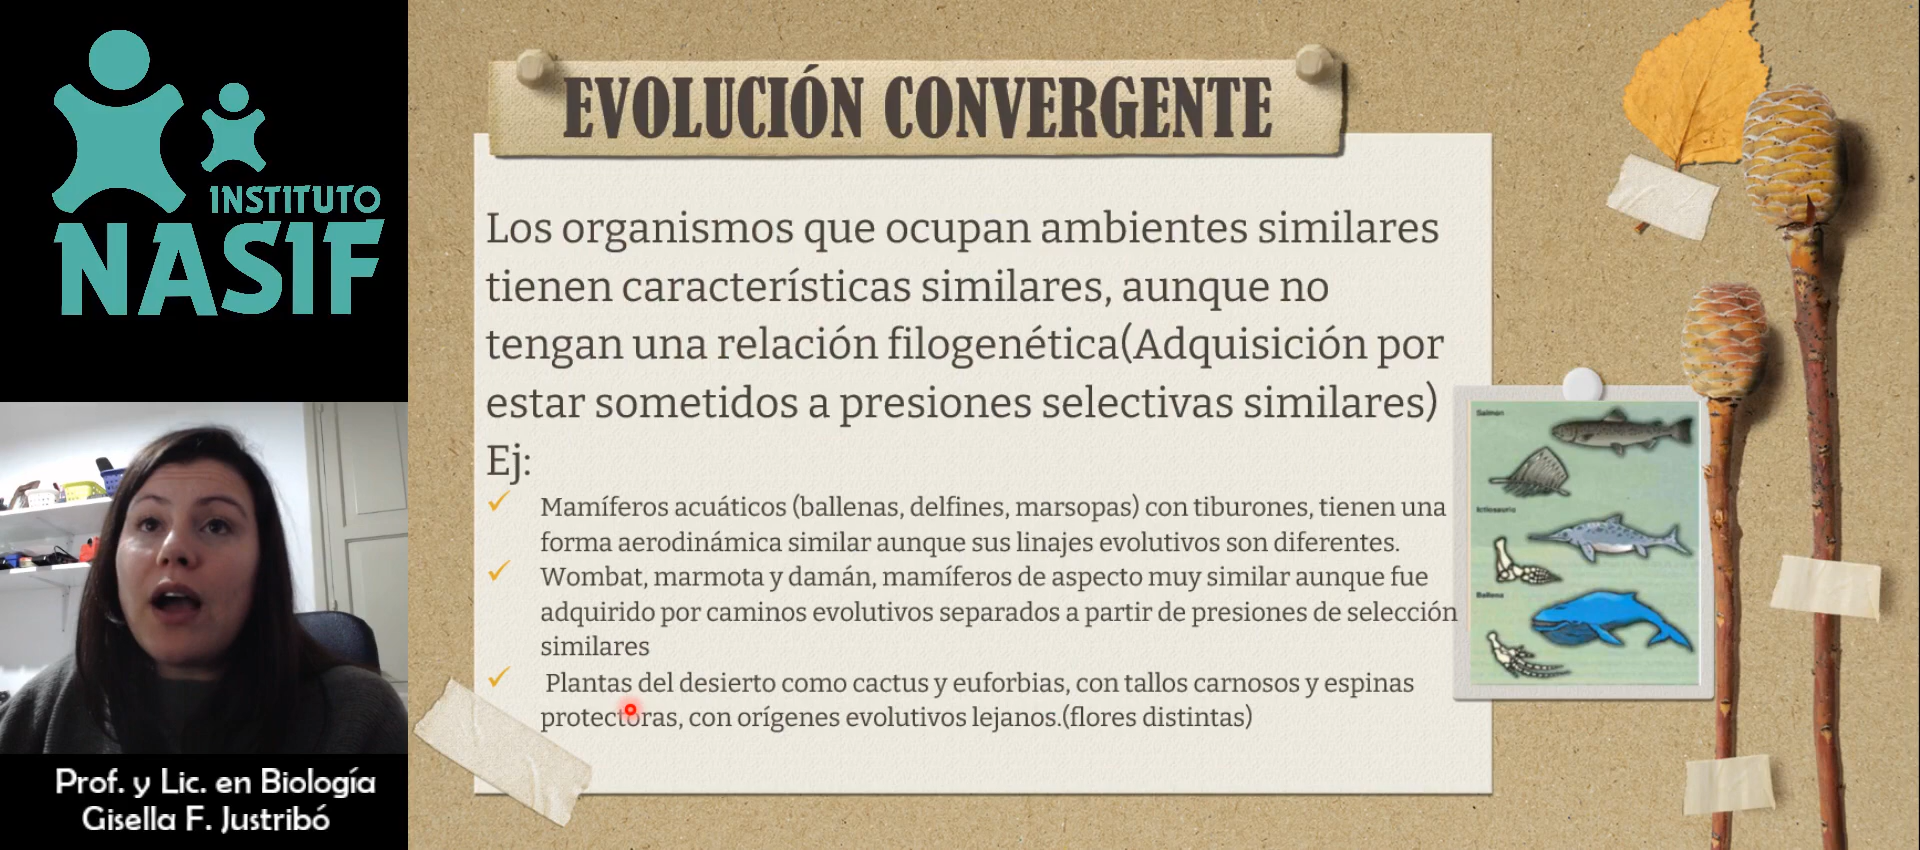 INSTITUTO
NASIF
Prof. y Lic. en Biología
Gisella F. Justribó
EVOLUCIÓN CONVERGENTE
Los organismos que ocupan ambientes similares
tienen características similares, aunque no
tengan una relación filogenética(Adquisición por
estar sometidos a presiones selectivas similares)
Ej:
Mamíferos acuáticos (ballenas, delfines, marsopas) con tiburones, tienen una
forma aerodinámica similar aunque sus linajes evolutivos son diferentes.
Wombat, marmota y damán, mamíferos de aspecto muy similar aunque fue
adquirido por caminos evolutivos separados a partir de presiones de selección
similares
Plantas del desierto como cactus y euforbias, con tallos carnosos y espinas
protectoras, con orígenes evolutivos lejanos.(flores distintas)
Salmón
Ictiosaurio
Ballena